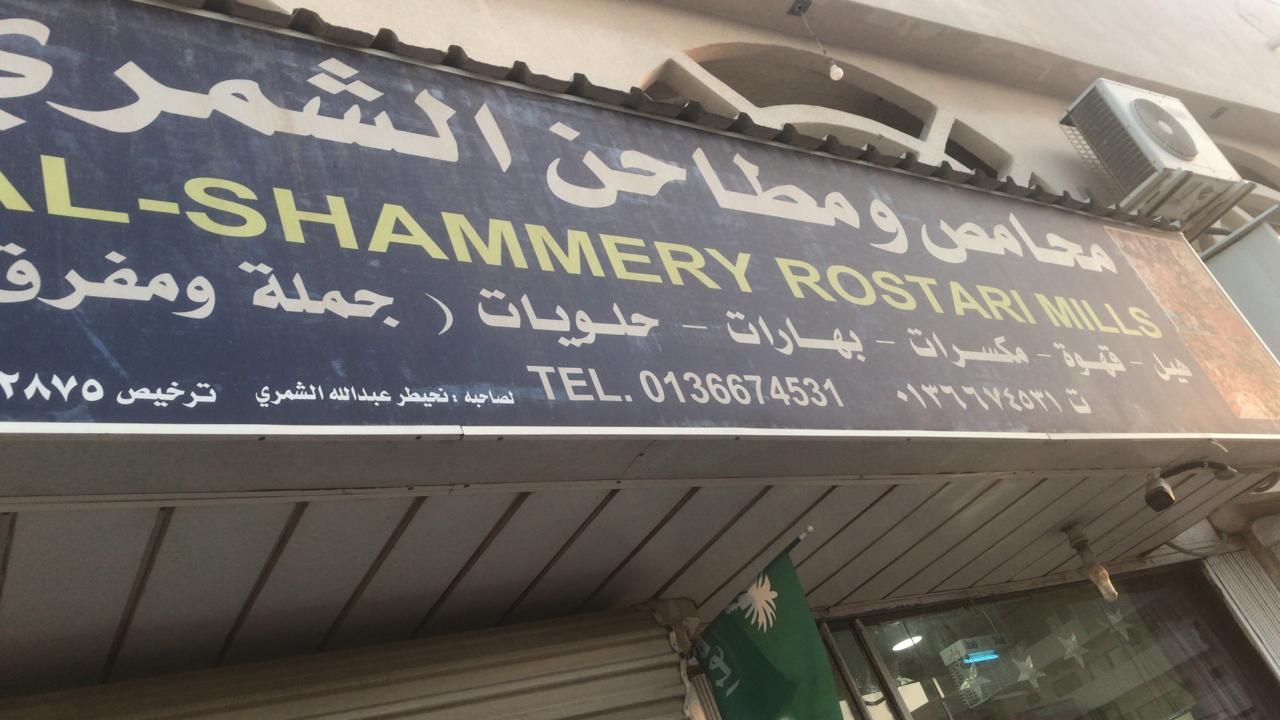 محامص ومطاحن الشمري
AL-SHAMMERY ROSTARI MILLS
هيل - قهوة - مكسرات - بهارات - حلويات ( جملة ومفرق
ت ٠١٣٦٦٧٤٥٣١ TEL. 0136674531 لصاحبه : نحيطر عبدالله الشمري ترخيص ٢٨٧٥